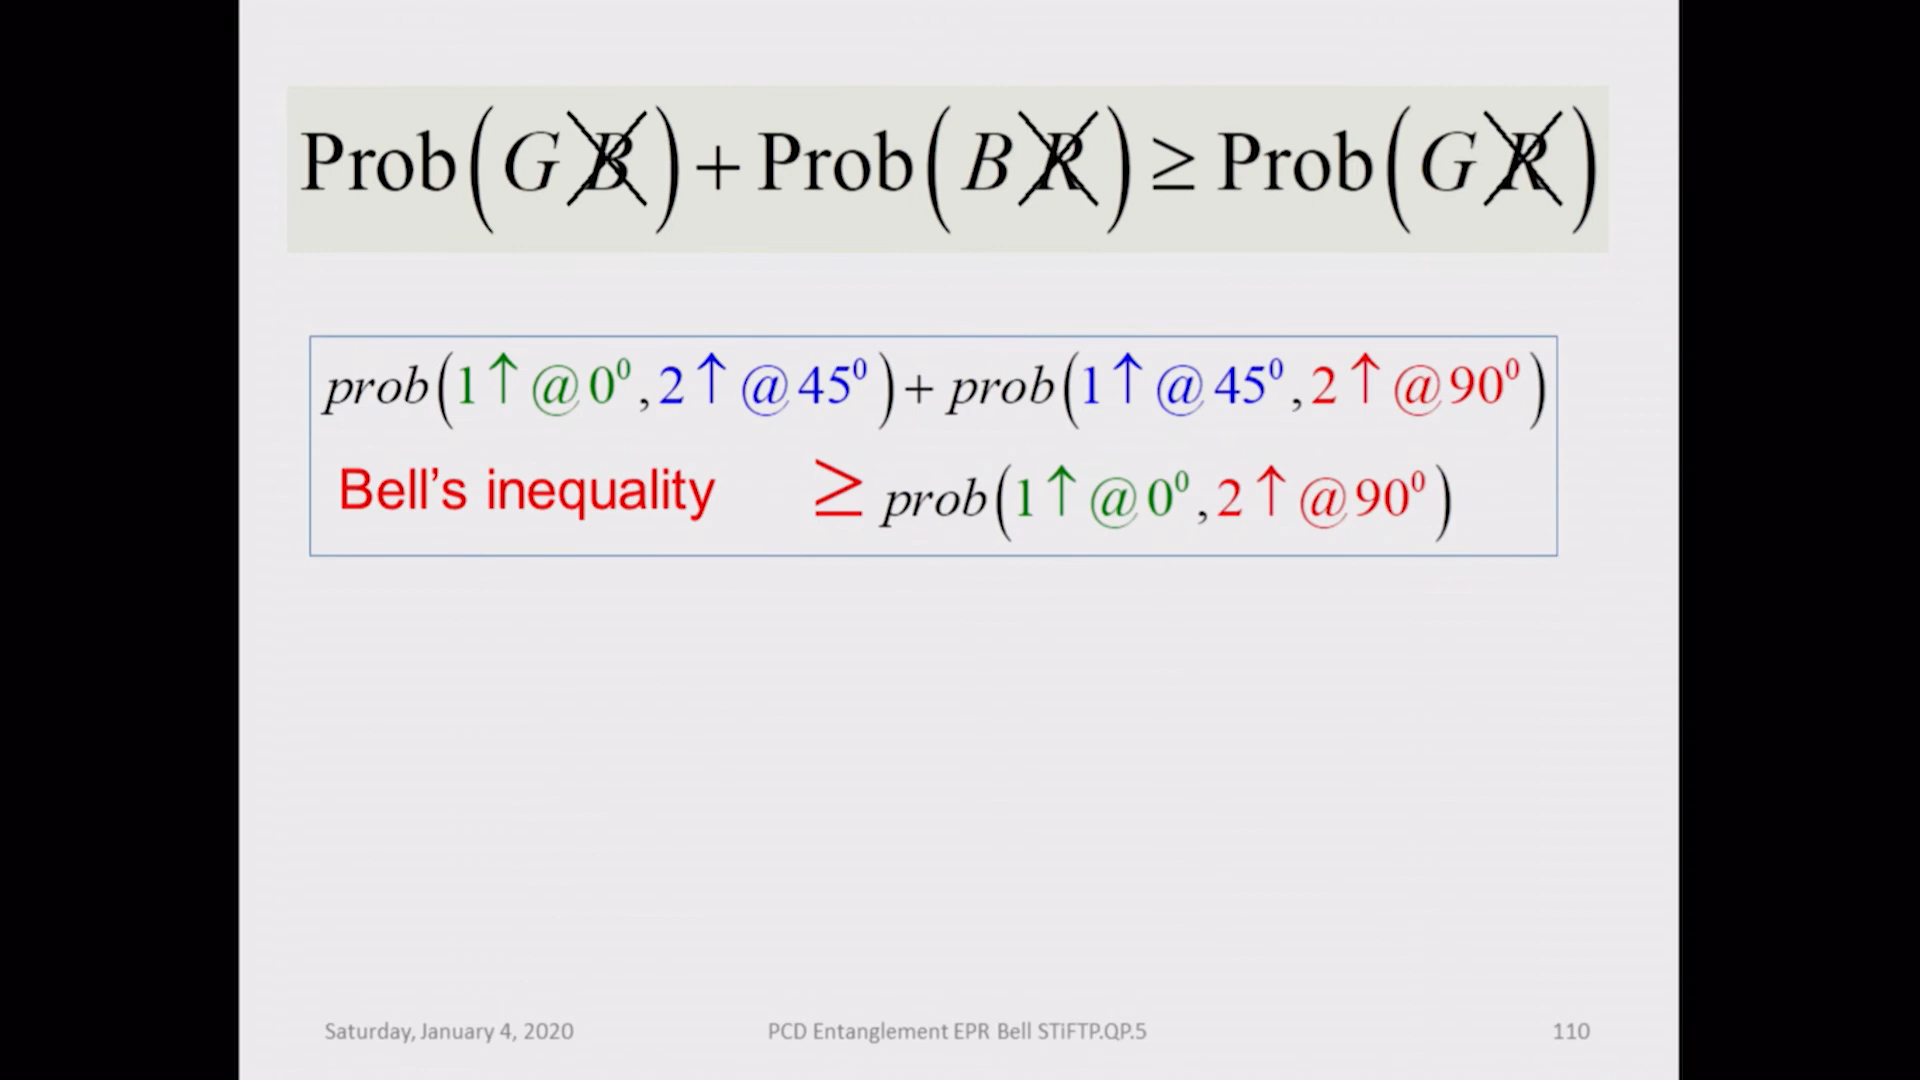 Prob(G B̸) + Prob(B R̸) ≥ Prob(G R̸)
prob(1↑@0⁰, 2↑@45⁰) + prob(1↑@45⁰, 2↑@90⁰)
Bell's inequality ≥ prob(1↑@0⁰, 2↑@90⁰)
Saturday, January 4, 2020 PCD Entanglement EPR Bell STiFTP.QP.5 110